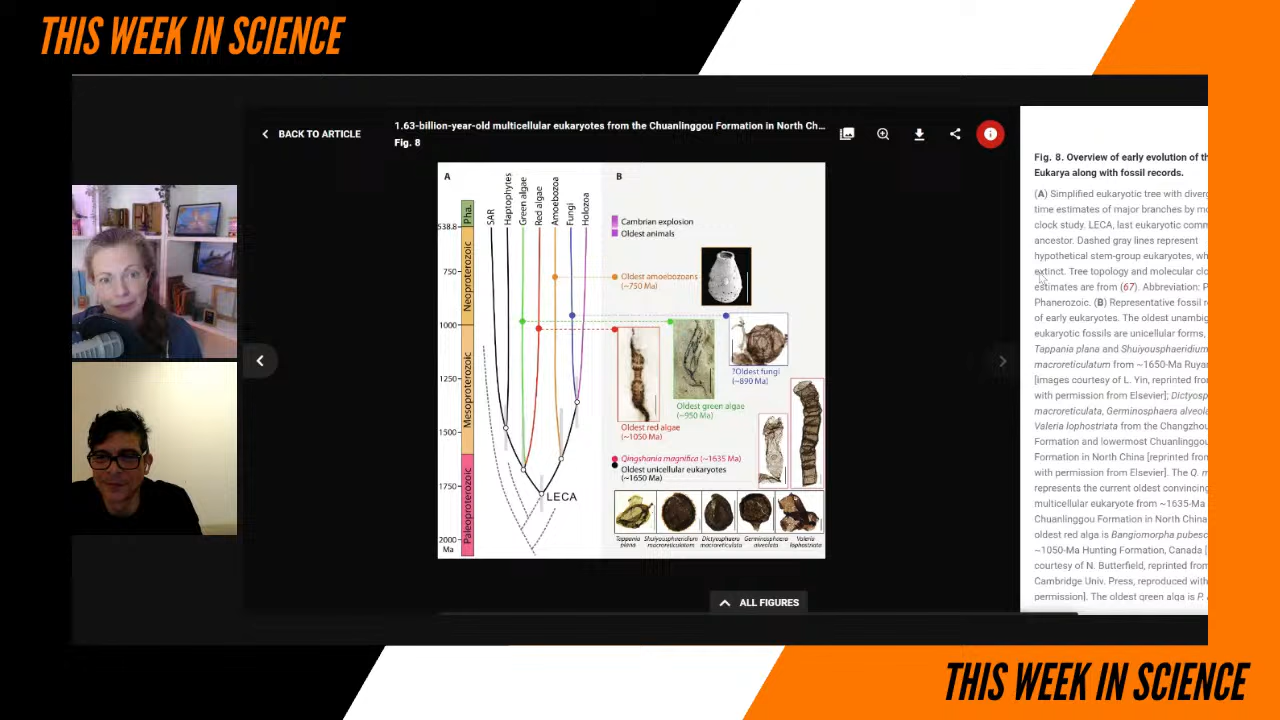 THIS WEEK IN SCIENCE
BACK TO ARTICLE
1.63-billion-year-old multicellular eukaryotes from the Chuanlinggou Formation in North Ch...
Fig. 8
A
B
SAR
Haptophytes
Green algae
Red algae
Amoebozoa
Fungi
Holozoa
Pha.
538.8
Neoproterozoic
750
1000
Mesoproterozoic
1250
1500
Paleoproterozoic
1750
2000
Ma
LECA
Cambrian explosion
Oldest animals
Oldest amoebozoans
(~750 Ma)
?Oldest fungi
(~890 Ma)
Oldest green algae
(~950 Ma)
Oldest red algae
(~1050 Ma)
Qingshania magnifica (~1635 Ma)
Oldest unicellular eukaryotes
(~1650 Ma)
Tappania
plana
Shuiyousphaeridium
macroreticulatum
Dictyosphaera
macroreticulata
Germinosphaera
alveolata
Valeria
lophostriata
ALL FIGURES
Fig. 8. Overview of early evolution of th
Eukarya along with fossil records.
(A) Simplified eukaryotic tree with diver
time estimates of major branches by mo
clock study. LECA, last eukaryotic comm
ancestor. Dashed gray lines represent
hypothetical stem-group eukaryotes, wh
extinct. Tree topology and molecular clo
estimates are from (67). Abbreviation: P
Phanerozoic. (B) Representative fossil r
of early eukaryotes. The oldest unambig
eukaryotic fossils are unicellular forms,
Tappania plana and Shuiyousphaeridium
macroreticulatum from ~1650-Ma Ruya
[images courtesy of L. Yin, reprinted fro
with permission from Elsevier]; Dictyos
macroreticulata, Germinosphaera alveola
Valeria lophostriata from the Changzhou
Formation and lowermost Chuanlinggou
Formation in North China [reprinted from
with permission from Elsevier]. The Q. m
represents the current oldest convincing
multicellular eukaryote from ~1635-Ma
Chuanlinggou Formation in North China
oldest red alga is Bangiomorpha pubesc
~1050-Ma Hunting Formation, Canada [
courtesy of N. Butterfield, reprinted from
Cambridge Univ. Press, reproduced with
permission]. The oldest green alga is P.
THIS WEEK IN SCIENCE